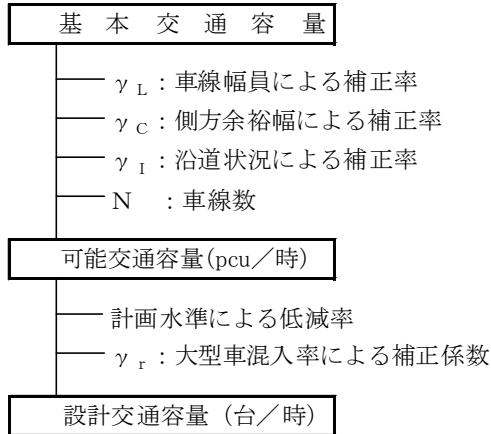 基本交通容量
γL：車線幅員による補正率
γC：側方余裕幅による補正率
γI：沿道状況による補正率
N ：車線数
可能交通容量(pcu／時)
計画水準による低減率
γr：大型車混入率による補正係数
設計交通容量（台／時）